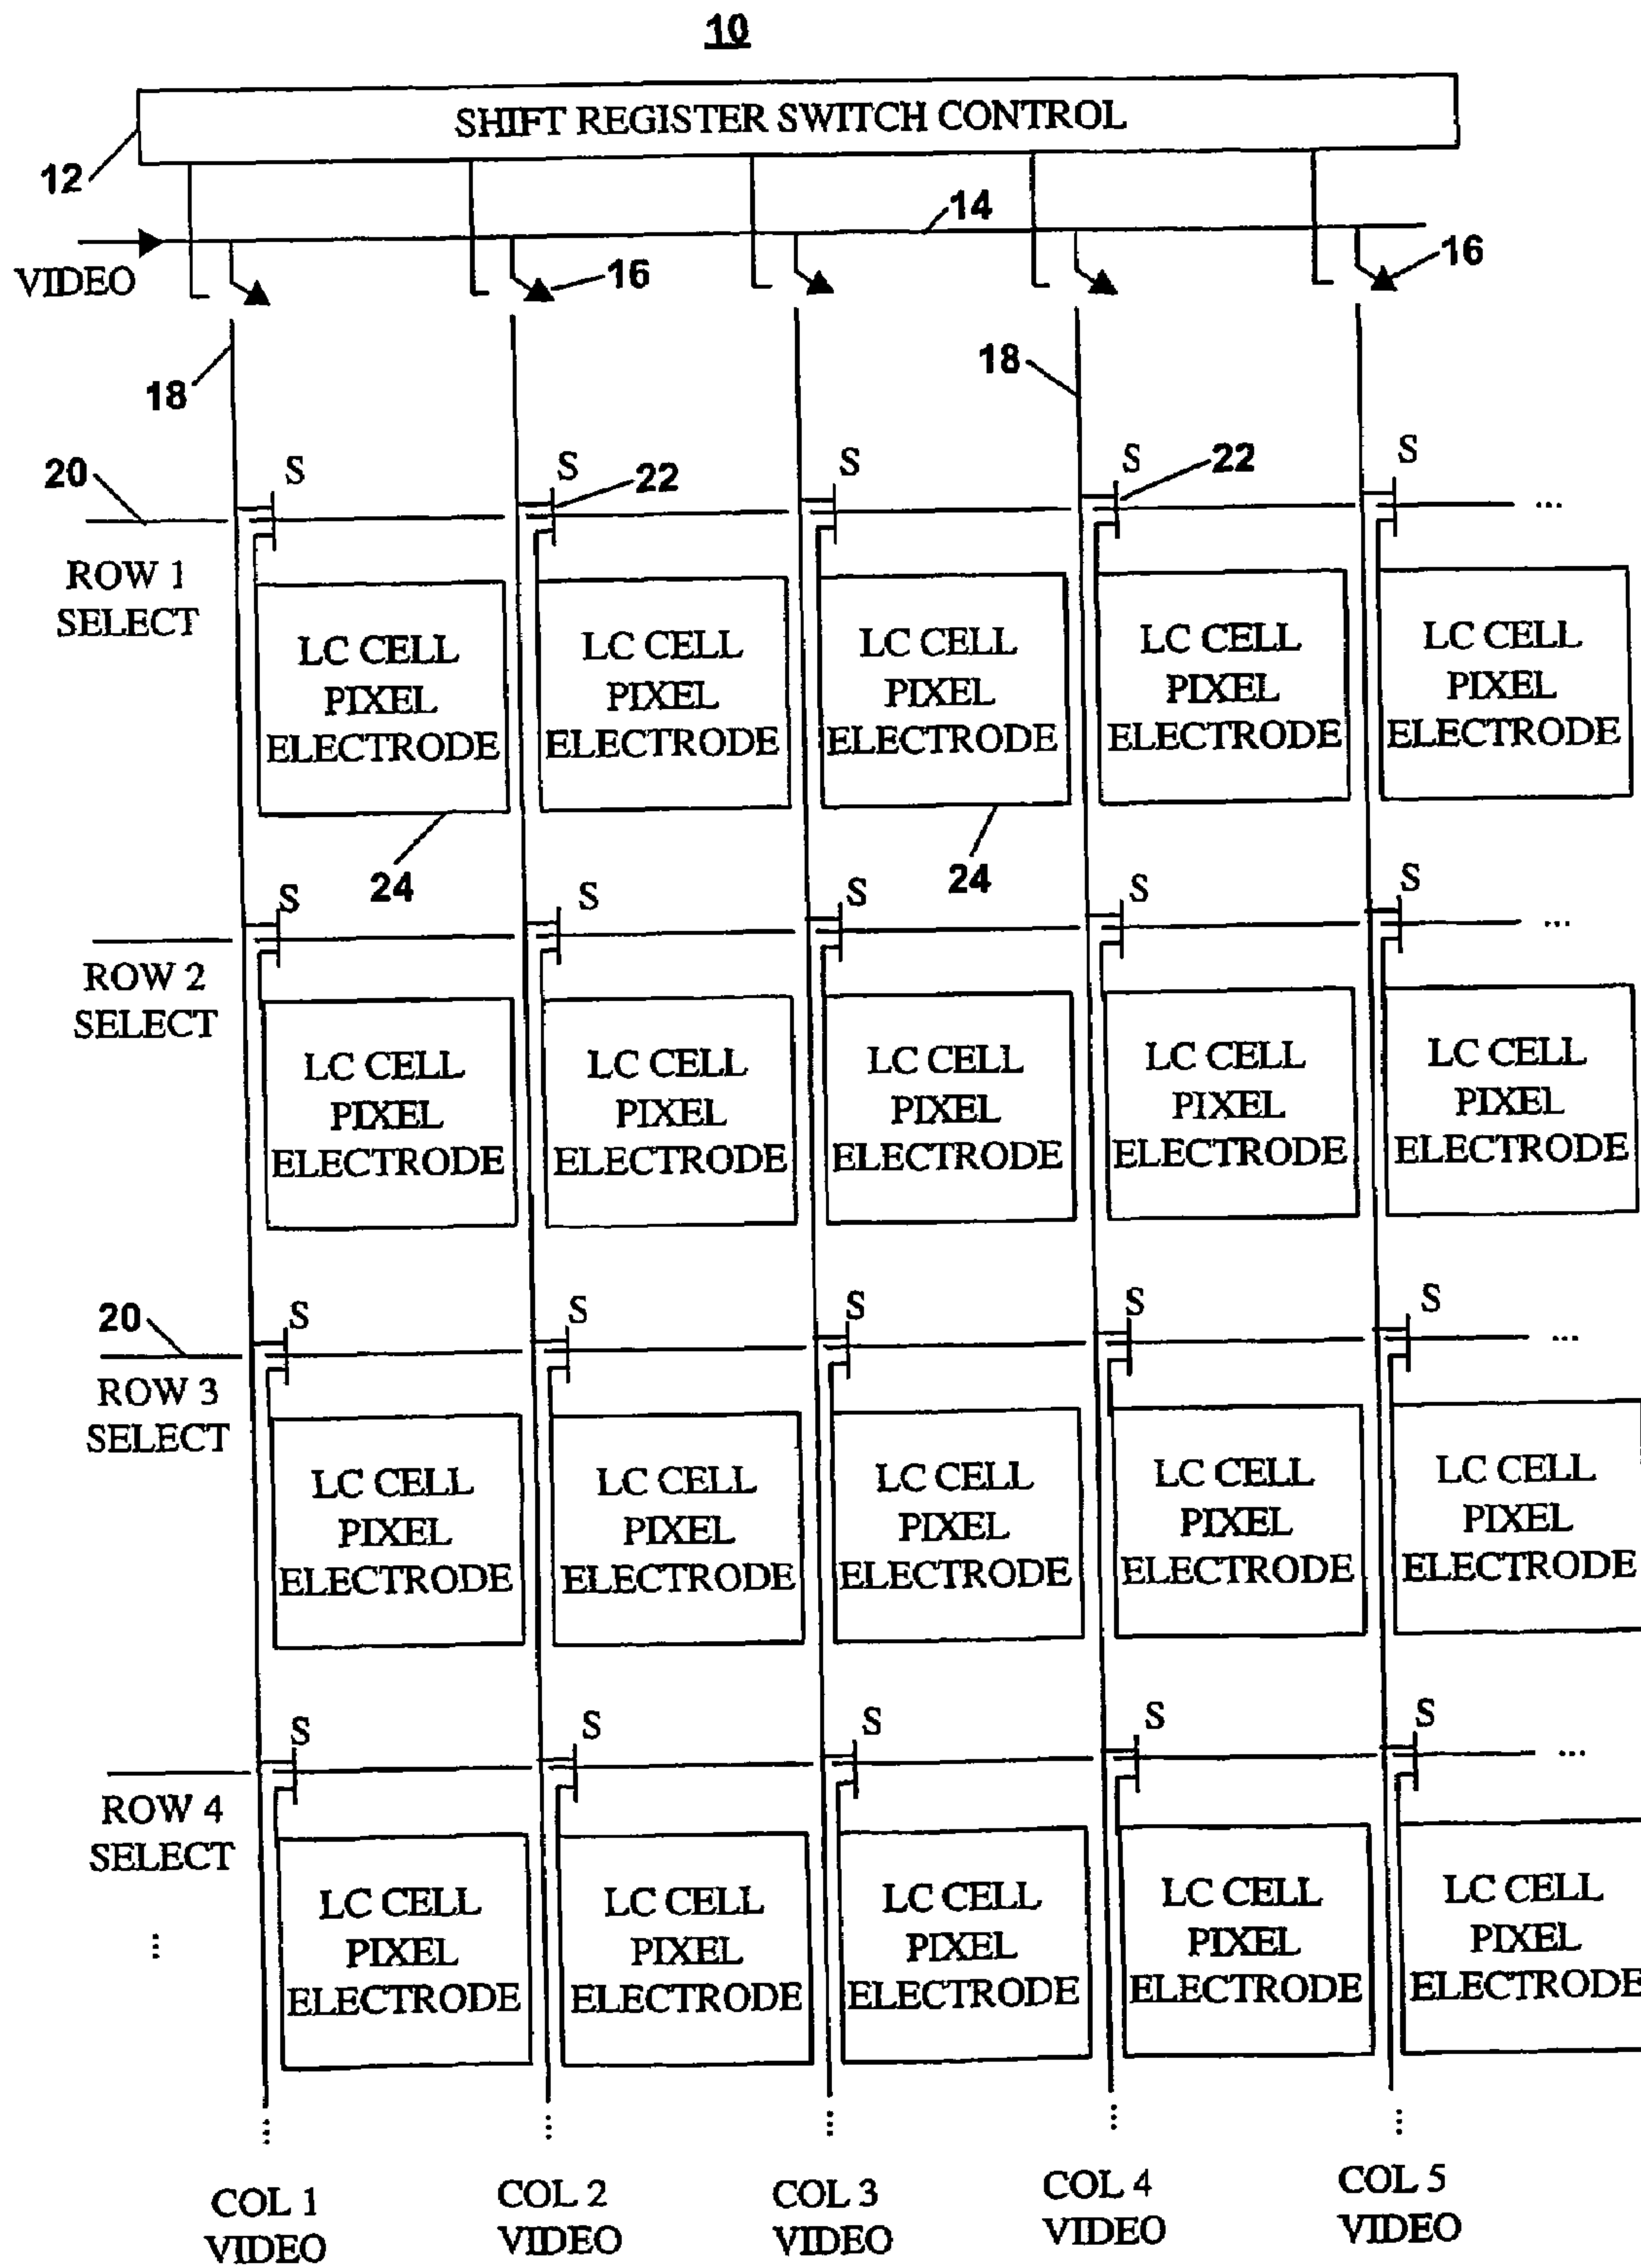 10
SHIFT REGISTER SWITCH CONTROL
12
14
VIDEO
16
16
18
18
S S S S S
20
22
22
...
ROW 1
SELECT
LC CELL LC CELL LC CELL LC CELL LC CELL
PIXEL PIXEL PIXEL PIXEL PIXEL
ELECTRODE ELECTRODE ELECTRODE ELECTRODE ELECTRODE
24
24
S S S S S
...
ROW 2
SELECT
LC CELL LC CELL LC CELL LC CELL LC CELL
PIXEL PIXEL PIXEL PIXEL PIXEL
ELECTRODE ELECTRODE ELECTRODE ELECTRODE ELECTRODE
20
S S S S S
...
ROW 3
SELECT
LC CELL LC CELL LC CELL LC CELL LC CELL
PIXEL PIXEL PIXEL PIXEL PIXEL
ELECTRODE ELECTRODE ELECTRODE ELECTRODE ELECTRODE
S S S S S
...
ROW 4
SELECT
...
LC CELL LC CELL LC CELL LC CELL LC CELL
PIXEL PIXEL PIXEL PIXEL PIXEL
ELECTRODE ELECTRODE ELECTRODE ELECTRODE ELECTRODE
... ... ... ... ...
COL 1 COL 2 COL 3 COL 4 COL 5
VIDEO VIDEO VIDEO VIDEO VIDEO